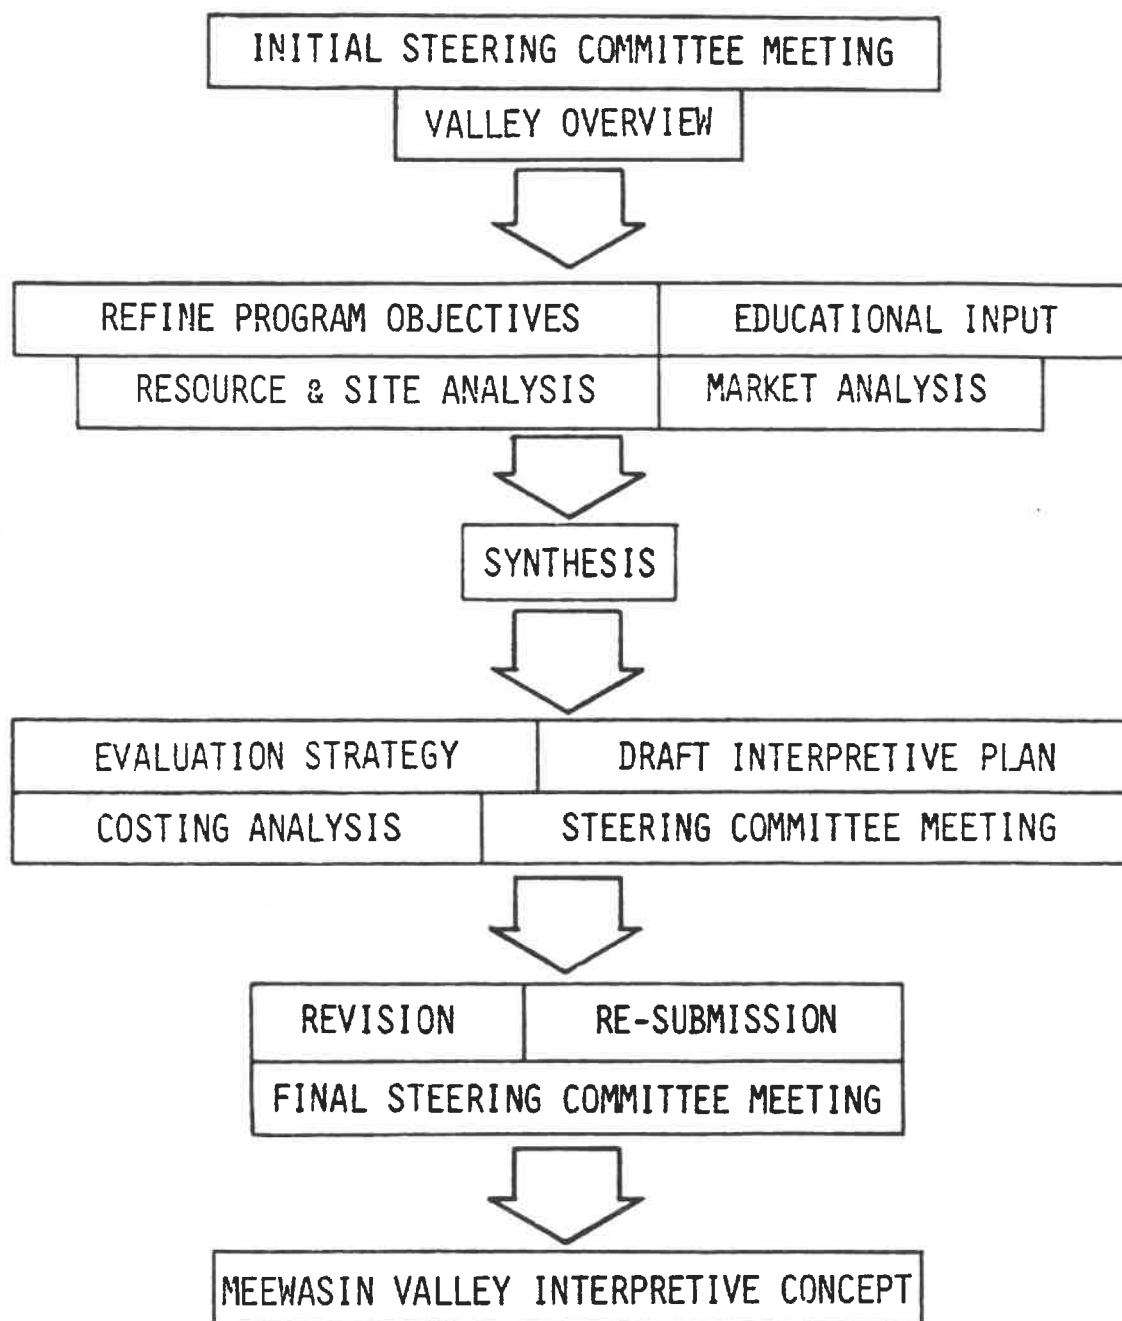 INITIAL STEERING COMMITTEE MEETING
VALLEY OVERVIEW
REFINE PROGRAM OBJECTIVES EDUCATIONAL INPUT
RESOURCE & SITE ANALYSIS MARKET ANALYSIS
SYNTHESIS
EVALUATION STRATEGY DRAFT INTERPRETIVE PLAN
COSTING ANALYSIS STEERING COMMITTEE MEETING
REVISION RE-SUBMISSION
FINAL STEERING COMMITTEE MEETING
MEEWASIN VALLEY INTERPRETIVE CONCEPT